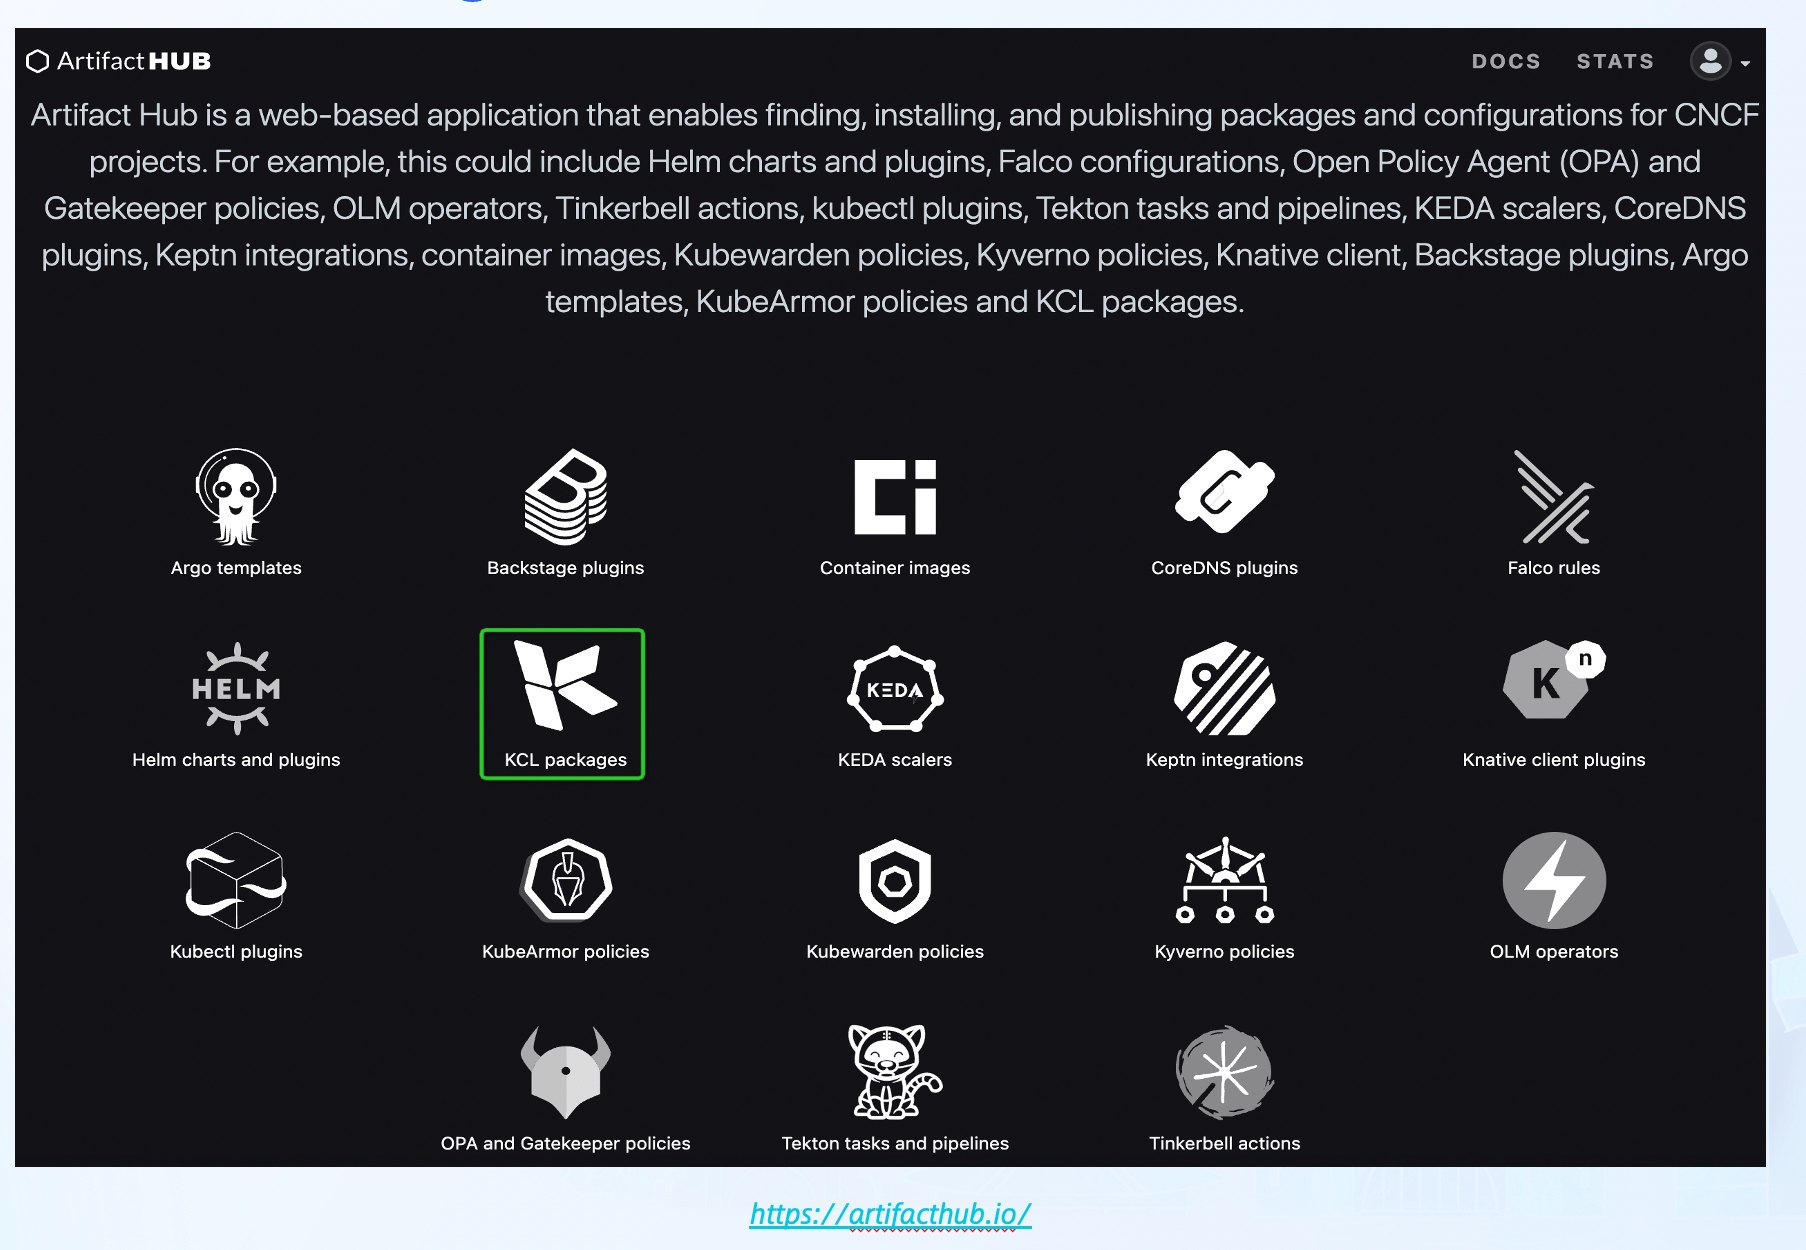 Artifact HUB
DOCS STATS
Artifact Hub is a web-based application that enables finding, installing, and publishing packages and configurations for CNCF
projects. For example, this could include Helm charts and plugins, Falco configurations, Open Policy Agent (OPA) and
Gatekeeper policies, OLM operators, Tinkerbell actions, kubectl plugins, Tekton tasks and pipelines, KEDA scalers, CoreDNS
plugins, Keptn integrations, container images, Kubewarden policies, Kyverno policies, Knative client, Backstage plugins, Argo
templates, KubeArmor policies and KCL packages.
Argo templates
Backstage plugins
Ci
Container images
CoreDNS plugins
Falco rules
HELM
Helm charts and plugins
KCL packages
KEDA
KEDA scalers
Keptn integrations
K n
Knative client plugins
Kubectl plugins
KubeArmor policies
Kubewarden policies
Kyverno policies
OLM operators
OPA and Gatekeeper policies
Tekton tasks and pipelines
Tinkerbell actions
https://artifacthub.io/